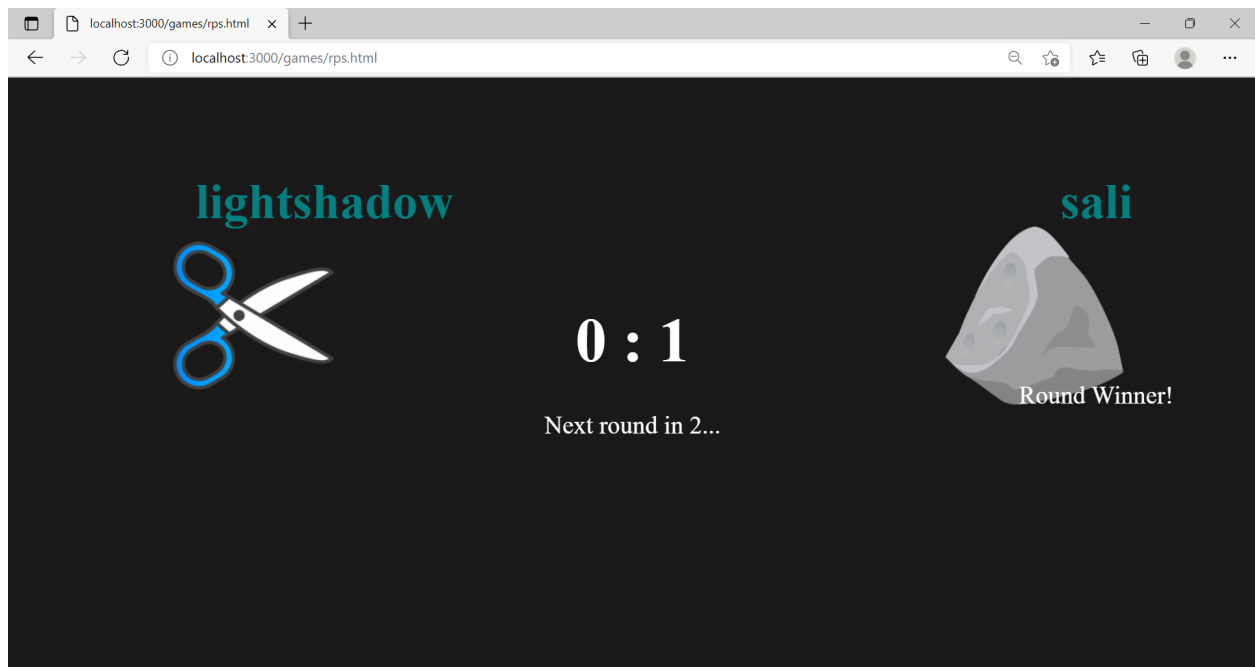 localhost:3000/games/rps.html
localhost:3000/games/rps.html
lightshadow
sali
0 : 1
Round Winner!
Next round in 2...